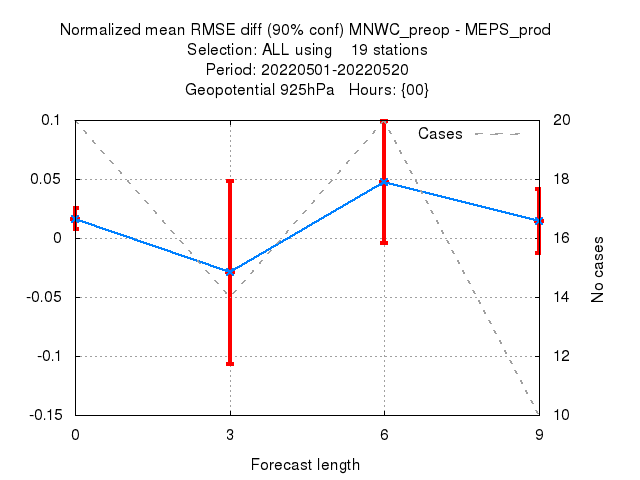 Normalized mean RMSE diff (90% conf) MNWC_preop - MEPS_prod
Selection: ALL using    19 stations
Period: 20220501-20220520
Geopotential 925hPa   Hours: {00}
Cases
0.1
0.05
0
-0.05
-0.1
-0.15
20
18
16
14
12
10
No cases
0 3 6 9
Forecast length